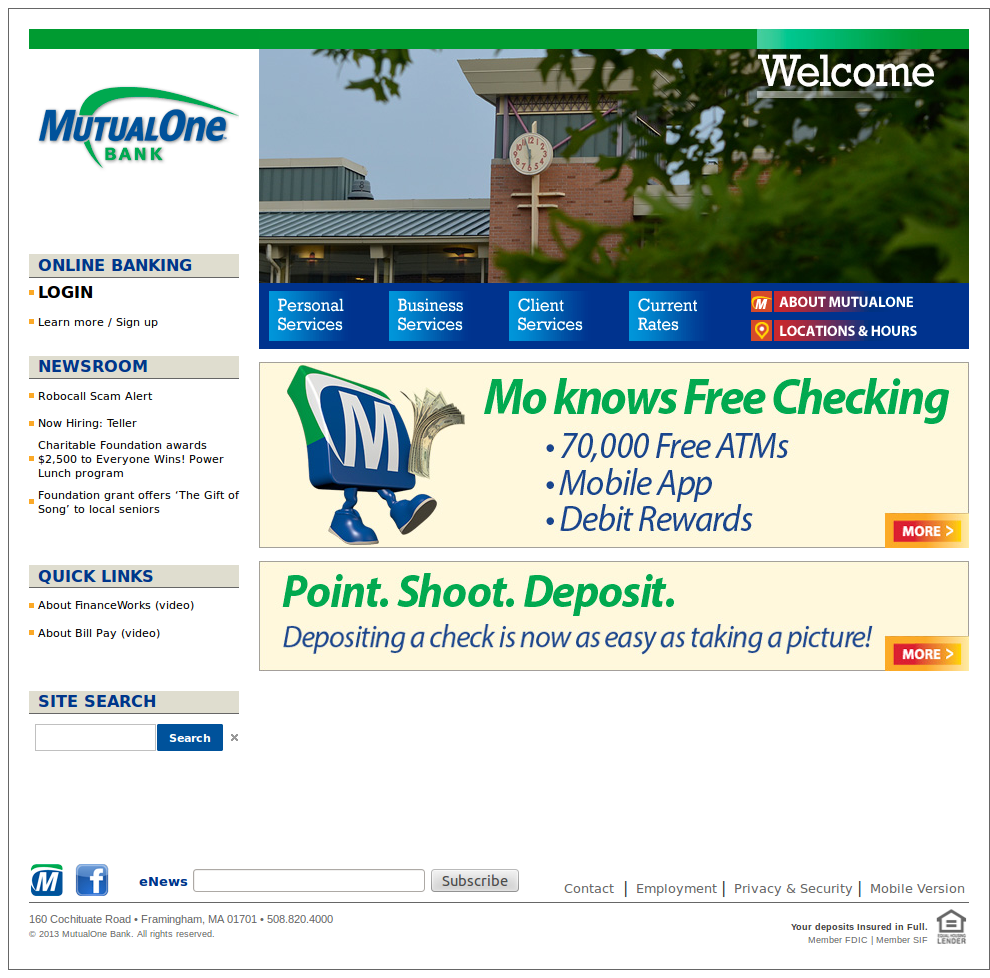 Welcome
MUTUALONE
BANK
ONLINE BANKING
LOGIN
Learn more / Sign up
NEWSROOM
Robocall Scam Alert
Now Hiring: Teller
Charitable Foundation awards
$2,500 to Everyone Wins! Power
Lunch program
Foundation grant offers ‘The Gift of
Song’ to local seniors
QUICK LINKS
About FinanceWorks (video)
About Bill Pay (video)
SITE SEARCH
Search ×
Personal
Services
Business
Services
Client
Services
Current
Rates
M ABOUT MUTUALONE
LOCATIONS & HOURS
M
Mo knows Free Checking
• 70,000 Free ATMs
• Mobile App
• Debit Rewards
MORE >
Point. Shoot. Deposit.
Depositing a check is now as easy as taking a picture!
MORE >
M f eNews Subscribe
Contact | Employment | Privacy & Security | Mobile Version
160 Cochituate Road • Framingham, MA 01701 • 508.820.4000
© 2013 MutualOne Bank. All rights reserved.
Your deposits Insured in Full.
Member FDIC | Member SIF
EQUAL HOUSING
LENDER